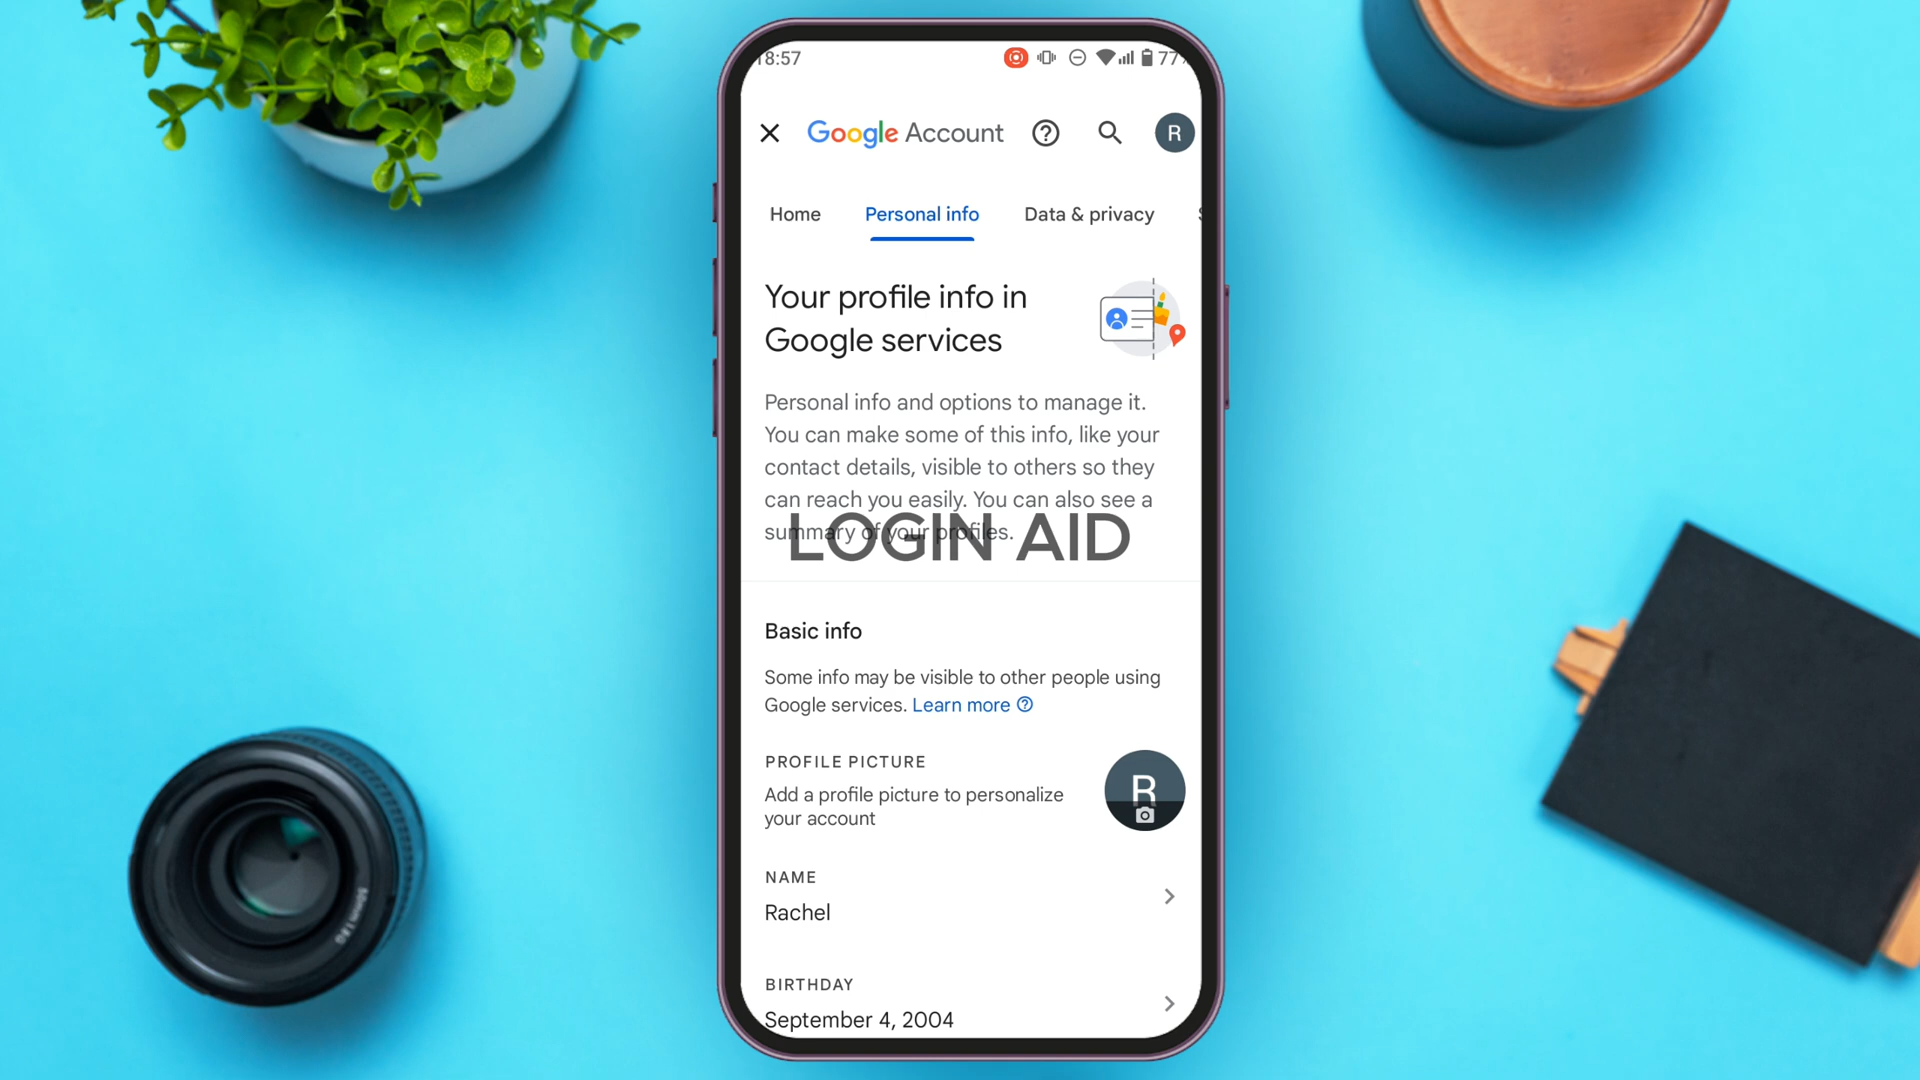 18:57
77%
Google Account
R
Home
Personal info
Data & privacy
Your profile info in
Google services
Personal info and options to manage it.
You can make some of this info, like your
contact details, visible to others so they
can reach you easily. You can also see a
summary of your profiles.
LOGIN AID
Basic info
Some info may be visible to other people using
Google services. Learn more
PROFILE PICTURE
Add a profile picture to personalize
your account
R
NAME
Rachel
BIRTHDAY
September 4, 2004